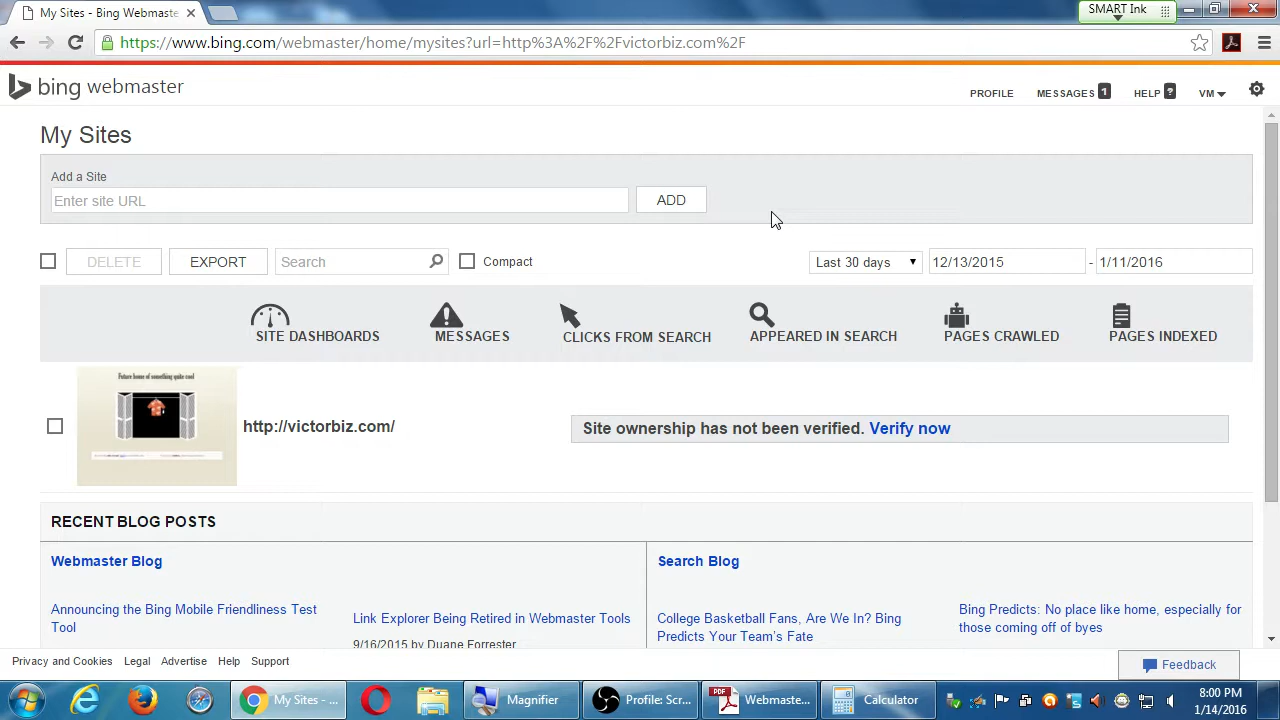 My Sites - Bing Webmaste
SMART Ink
https://www.bing.com/webmaster/home/mysites?url=http%3A%2F%2Fvictorbiz.com%2F
bing webmaster
PROFILE
MESSAGES 1
HELP ?
VM
My Sites
Add a Site
Enter site URL
ADD
DELETE
EXPORT
Search
Compact
Last 30 days
12/13/2015
-
1/11/2016
SITE DASHBOARDS
MESSAGES
CLICKS FROM SEARCH
APPEARED IN SEARCH
PAGES CRAWLED
PAGES INDEXED
Future home of something quite cool
http://victorbiz.com/
Site ownership has not been verified. Verify now
RECENT BLOG POSTS
Webmaster Blog
Announcing the Bing Mobile Friendliness Test
Tool
Link Explorer Being Retired in Webmaster Tools
9/16/2015 by Duane Forrester
Search Blog
College Basketball Fans, Are We In? Bing
Predicts Your Team's Fate
Bing Predicts: No place like home, especially for
those coming off of byes
Privacy and Cookies
Legal
Advertise
Help
Support
Feedback
My Sites - ...
Magnifier
Profile: Scr...
PDF
Webmaste...
Calculator
8:00 PM
1/14/2016